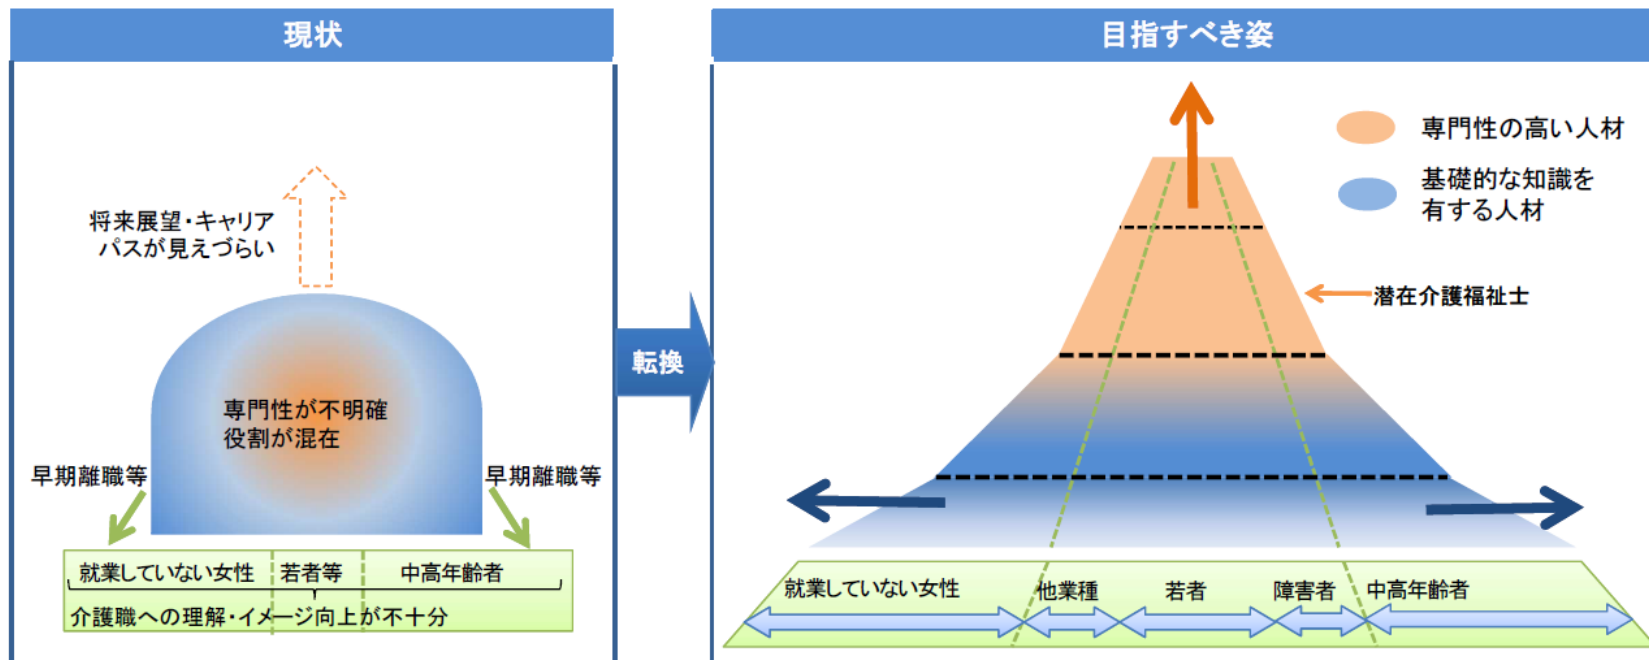 現状
将来展望・キャリア
パスが見えづらい
専門性が不明確
役割が混在
早期離職等
早期離職等
就業していない女性
若者等
中高年齢者
介護職への理解・イメージ向上が不十分
転換
目指すべき姿
専門性の高い人材
基礎的な知識を
有する人材
潜在介護福祉士
就業していない女性
他業種
若者
障害者
中高年齢者